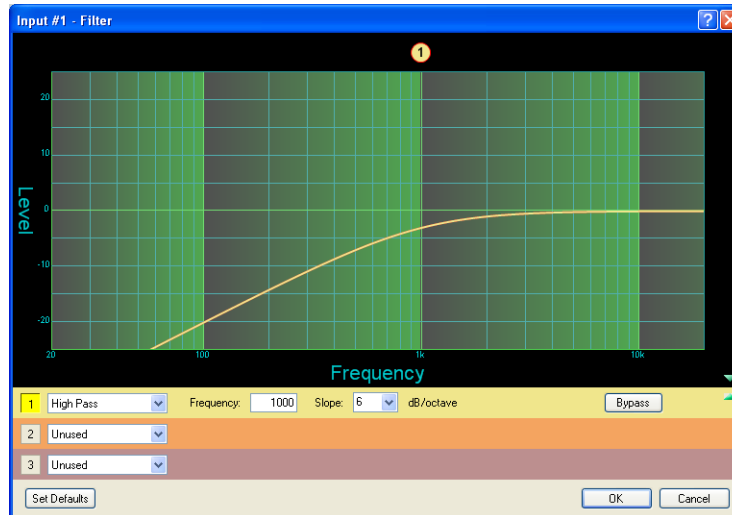 Input #1 - Filter
?
1
20
10
0
-10
-20
Level
20 100 1k 10k
Frequency
1 High Pass Frequency: 1000 Slope: 6 dB/octave Bypass
2 Unused
3 Unused
Set Defaults OK Cancel